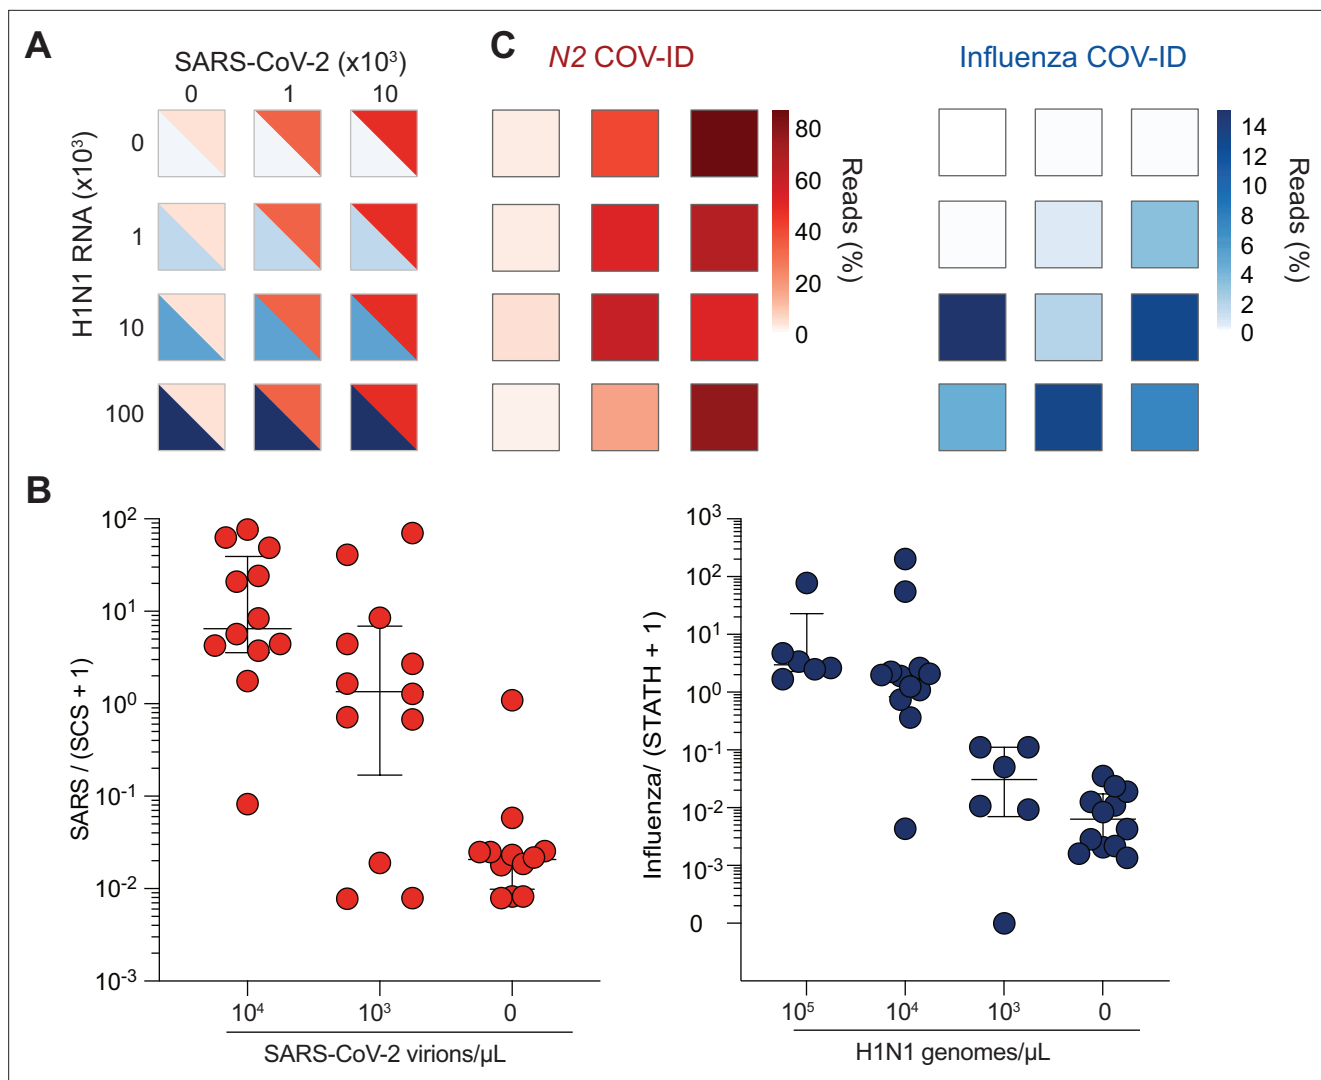 A
SARS-CoV-2 (x10³)
0 1 10
H1N1 RNA (x10³)
0
1
10
100
C
N2 COV-ID
80
60
40
20
0
Reads (%)
Influenza COV-ID
14
12
10
8
6
4
2
0
Reads (%)
B
SARS / (SCS + 1)
10²
10¹
10⁰
10⁻¹
10⁻²
10⁻³
10⁴ 10³ 0
SARS-CoV-2 virions/µL
Influenza/ (STATH + 1)
10³
10²
10¹
10⁰
10⁻¹
10⁻²
10⁻³
0
10⁵ 10⁴ 10³ 0
H1N1 genomes/µL